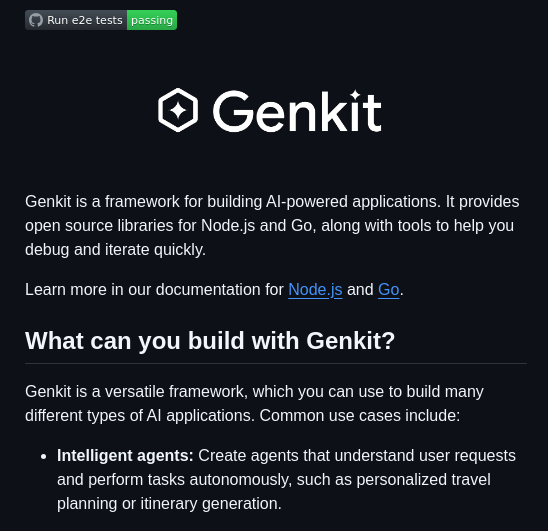 Run e2e tests passing
Genkit
Genkit is a framework for building AI-powered applications. It provides
open source libraries for Node.js and Go, along with tools to help you
debug and iterate quickly.
Learn more in our documentation for Node.js and Go.
What can you build with Genkit?
Genkit is a versatile framework, which you can use to build many
different types of AI applications. Common use cases include:
• Intelligent agents: Create agents that understand user requests
and perform tasks autonomously, such as personalized travel
planning or itinerary generation.